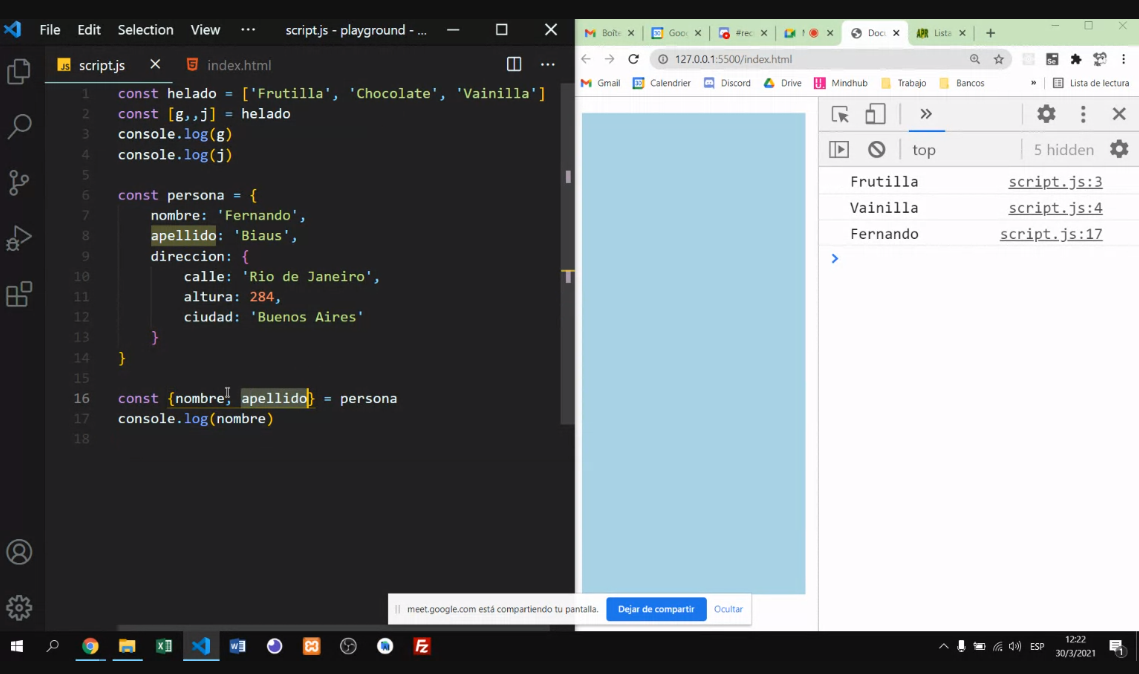 File Edit Selection View ··· script.js - playground - ...
JS script.js × index.html ···
1 const helado = ['Frutilla', 'Chocolate', 'Vainilla']
2 const [g,,j] = helado
3 console.log(g)
4 console.log(j)
5
6 const persona = {
7 nombre: 'Fernando',
8 apellido: 'Biaus',
9 direccion: {
10 calle: 'Rio de Janeiro',
11 altura: 284,
12 ciudad: 'Buenos Aires'
13 }
14 }
15
16 const {nombre, apellido} = persona
17 console.log(nombre)
18
Boîte Goo #rec Doc Lista
127.0.0.1:5500/index.html
Gmail Calendrier Discord Drive Mindhub Trabajo Bancos » Lista de lectura
»
top 5 hidden
Frutilla script.js:3
Vainilla script.js:4
Fernando script.js:17
meet.google.com está compartiendo tu pantalla. Dejar de compartir Ocultar
ESP 12:22
30/3/2021